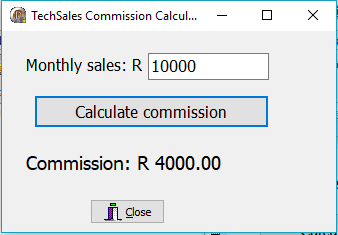 TechSales Commission Calcul...
Monthly sales: R 10000
Calculate commission
Commission: R 4000.00
Close